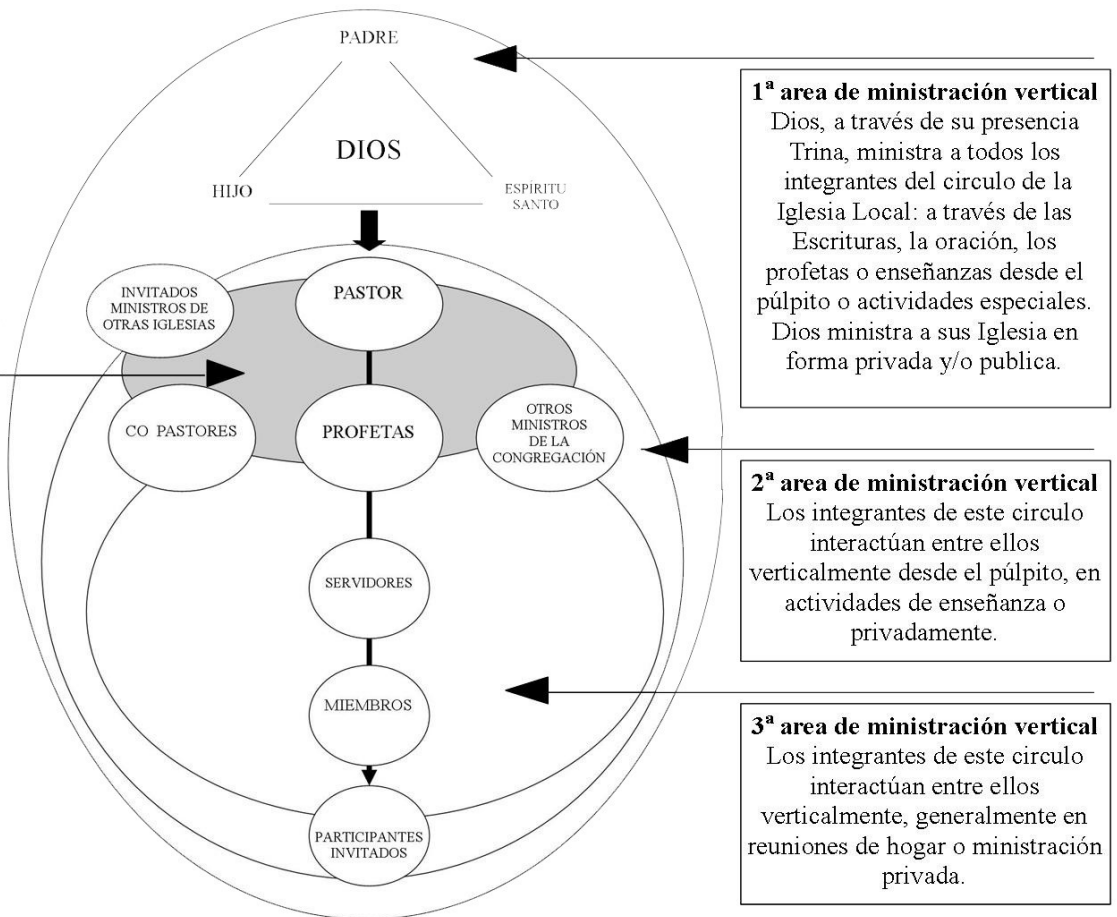 PADRE
DIOS
HIJO
ESPÍRITU
SANTO
INVITADOS
MINISTROS DE
OTRAS IGLESIAS
PASTOR
CO PASTORES
PROFETAS
OTROS
MINISTROS
DE LA
CONGREGACIÓN
SERVIDORES
MIEMBROS
PARTICIPANTES
INVITADOS
1ª area de ministración vertical
Dios, a través de su presencia
Trina, ministra a todos los
integrantes del circulo de la
Iglesia Local: a través de las
Escrituras, la oración, los
profetas o enseñanzas desde el
púlpito o actividades especiales.
Dios ministra a sus Iglesia en
forma privada y/o publica.
2ª area de ministración vertical
Los integrantes de este circulo
interactúan entre ellos
verticalmente desde el púlpito, en
actividades de enseñanza o
privadamente.
3ª area de ministración vertical
Los integrantes de este circulo
interactúan entre ellos
verticalmente, generalmente en
reuniones de hogar o ministración
privada.